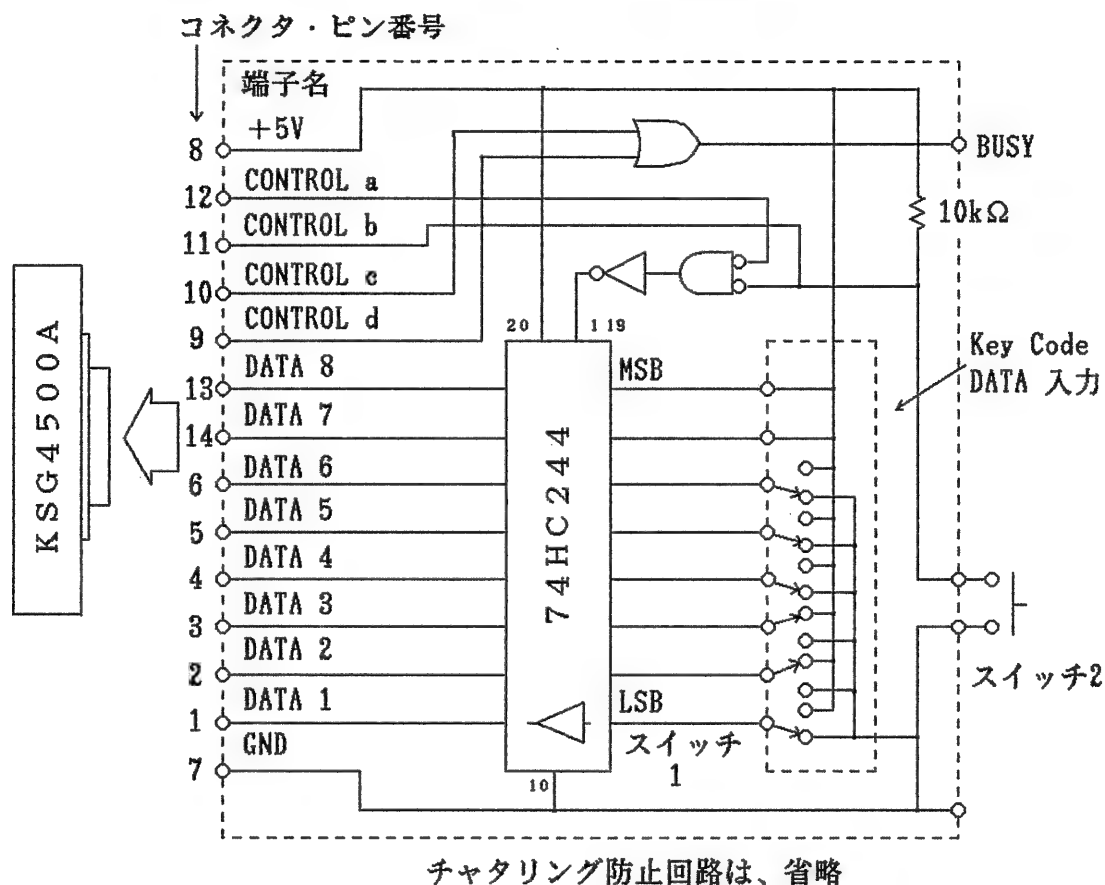 コネクタ・ピン番号
端子名
8 +5V
BUSY
12 CONTROL a
10kΩ
11 CONTROL b
10 CONTROL c
9 CONTROL d
20
1 19
KSG4500A
Key Code
DATA 入力
13 DATA 8
MSB
14 DATA 7
6 DATA 6
5 DATA 5
74HC244
4 DATA 4
3 DATA 3
2 DATA 2
スイッチ2
1 DATA 1
LSB
スイッチ
1
7 GND
10
チャタリング防止回路は、省略